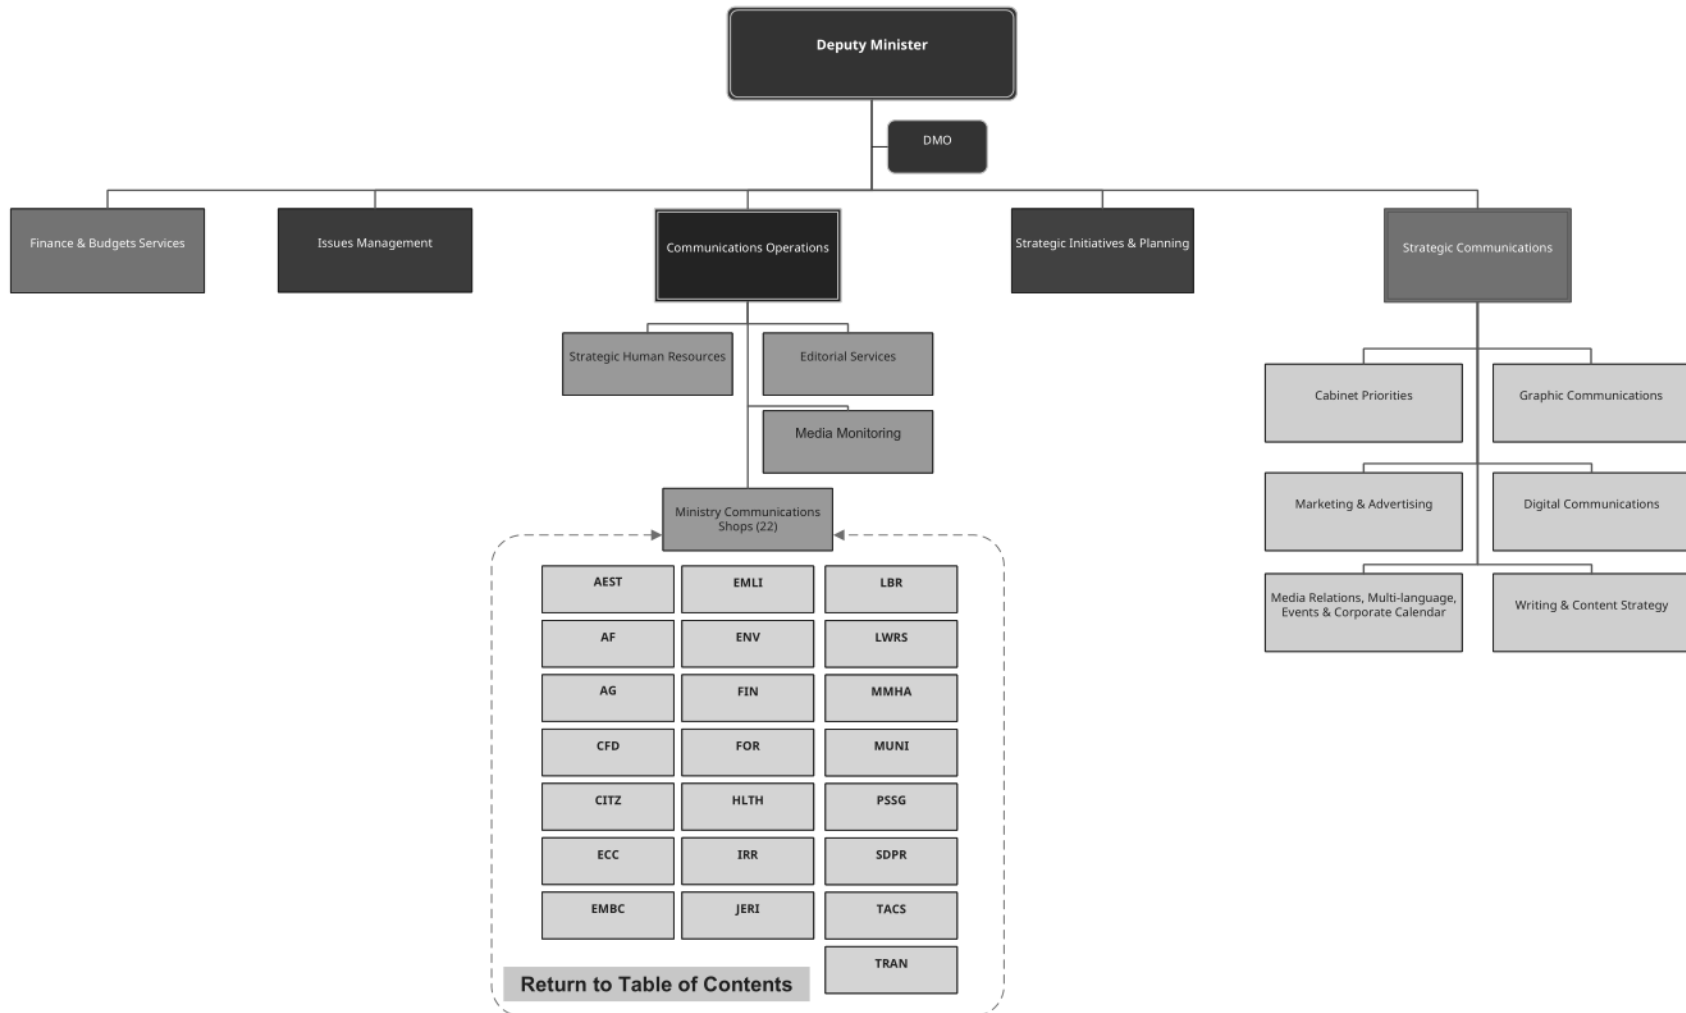 Deputy Minister
DMO
Finance & Budgets Services
Issues Management
Communications Operations
Strategic Initiatives & Planning
Strategic Communications
Strategic Human Resources
Editorial Services
Media Monitoring
Ministry Communications
Shops (22)
AEST
EMLI
LBR
AF
ENV
LWRS
AG
FIN
MMHA
CFD
FOR
MUNI
CITZ
HLTH
PSSG
ECC
IRR
SDPR
EMBC
JERI
TACS
TRAN
Return to Table of Contents
Cabinet Priorities
Graphic Communications
Marketing & Advertising
Digital Communications
Media Relations, Multi-language,
Events & Corporate Calendar
Writing & Content Strategy